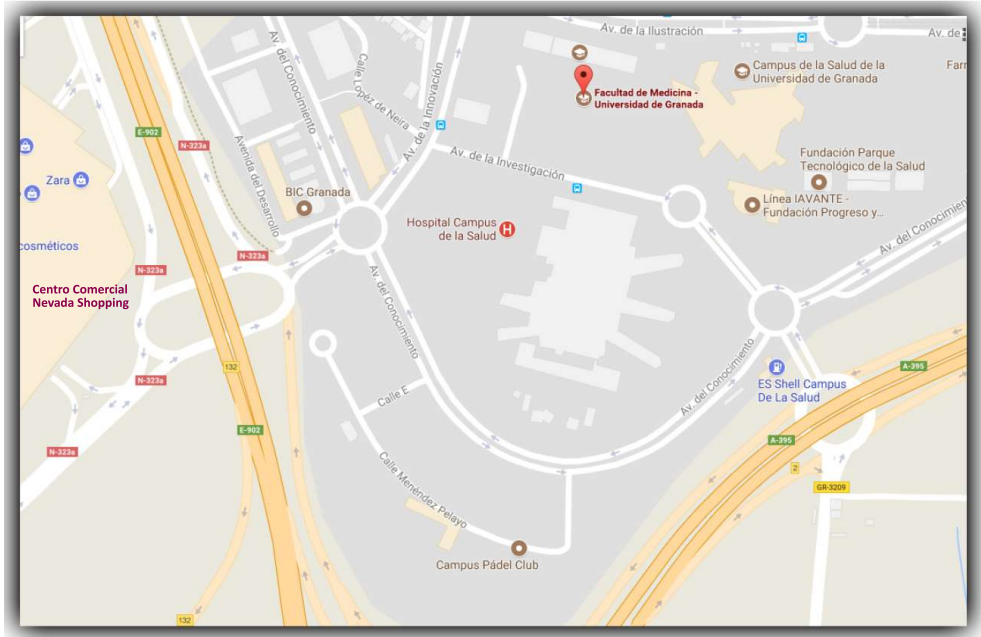 Av. de la Ilustración
Av. de
Campus de la Salud de la
Universidad de Granada
Farr
Facultad de Medicina -
Universidad de Granada
Av. del Conocimiento
Calle López de Neira
Av. de la Innovación
E-902
N-323a
Avenida del Desarrollo
Av. de la Investigación
Fundación Parque
Tecnológico de la Salud
Zara
BIC Granada
Línea IAVANTE -
Fundación Progreso y...
Hospital Campus
de la Salud
H
Av. del Conocimiento
cosméticos
N-323a
N-323a
Centro Comercial
Nevada Shopping
Av. del Conocimiento
132
N-323a
Calle E
Av. del Conocimiento
ES Shell Campus
De La Salud
A-395
E-902
A-395
N-323a
2
GR-3209
Calle Menéndez Pelayo
Campus Pádel Club
132